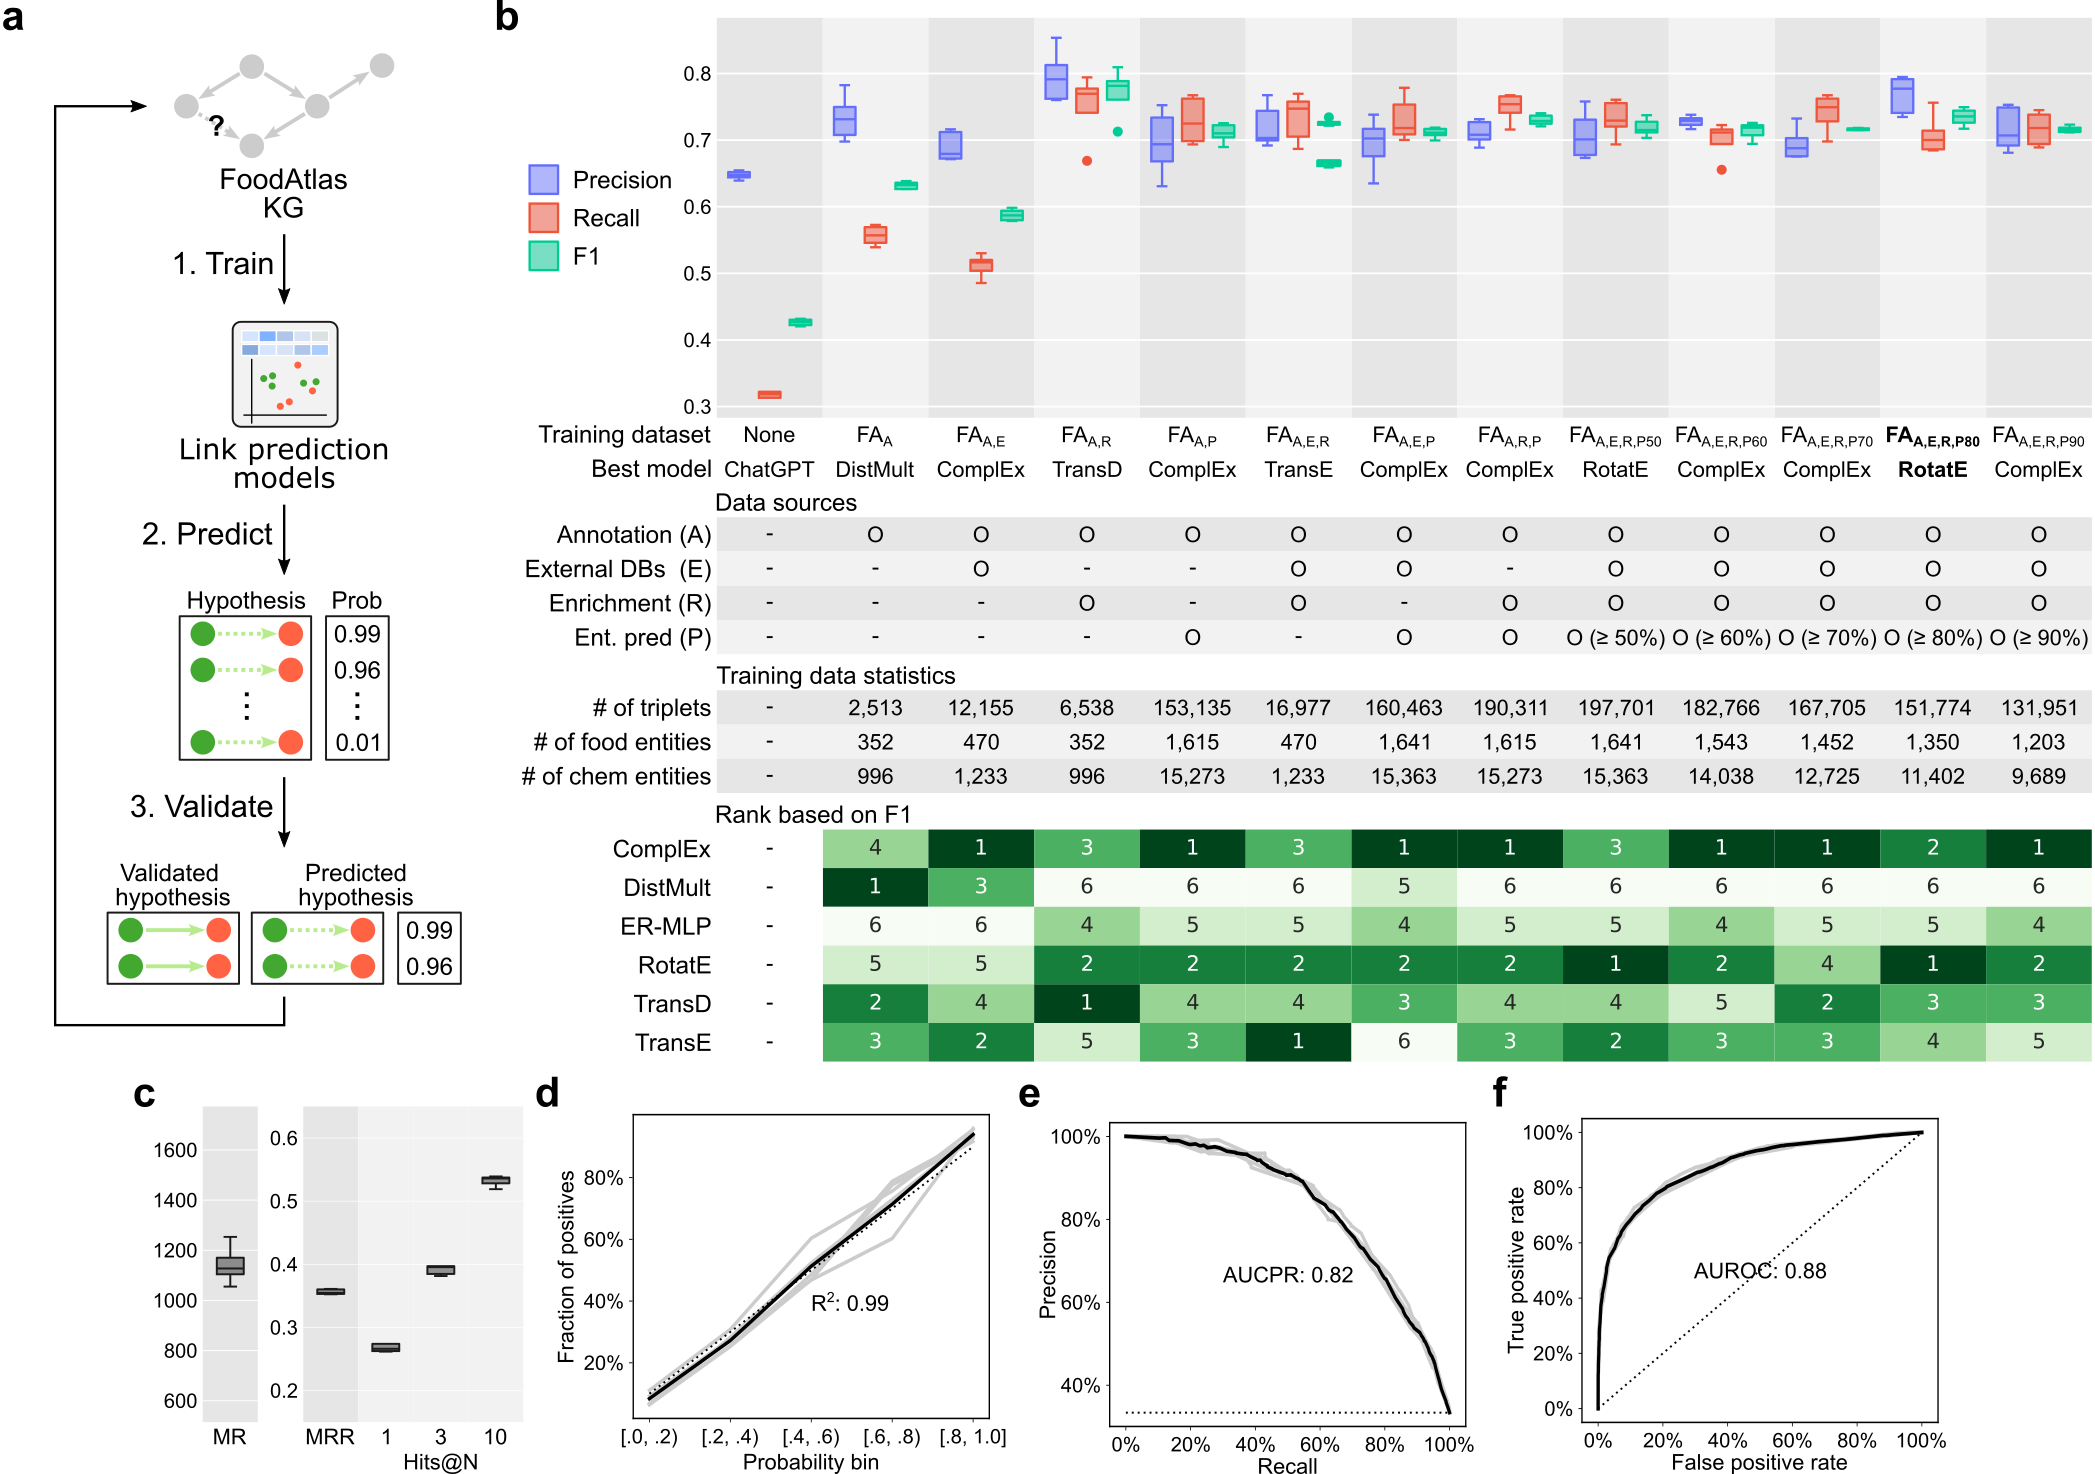 a
?
FoodAtlas
KG
1. Train
Link prediction
models
2. Predict
Hypothesis Prob
0.99
0.96
0.01
3. Validate
Validated
hypothesis
Predicted
hypothesis
0.99
0.96
b
Precision
Recall
F1
0.8
0.7
0.6
0.5
0.4
0.3
Training dataset None FA_A FA_A,E FA_A,R FA_A,P FA_A,E,R FA_A,E,P FA_A,R,P FA_A,E,R,P50 FA_A,E,R,P60 FA_A,E,R,P70 FA_A,E,R,P80 FA_A,E,R,P90
Best model ChatGPT DistMult ComplEx TransD ComplEx TransE ComplEx ComplEx RotatE ComplEx ComplEx RotatE ComplEx
Data sources
Annotation (A) - O O O O O O O O O O O O
External DBs (E) - - O - - O O - O O O O O
Enrichment (R) - - - O - O - O O O O O O
Ent. pred (P) - - - - O - O O O (≥ 50%) O (≥ 60%) O (≥ 70%) O (≥ 80%) O (≥ 90%)
Training data statistics
# of triplets - 2,513 12,155 6,538 153,135 16,977 160,463 190,311 197,701 182,766 167,705 151,774 131,951
# of food entities - 352 470 352 1,615 470 1,641 1,615 1,641 1,543 1,452 1,350 1,203
# of chem entities - 996 1,233 996 15,273 1,233 15,363 15,273 15,363 14,038 12,725 11,402 9,689
Rank based on F1
ComplEx - 4 1 3 1 3 1 1 3 1 1 2 1
DistMult - 1 3 6 6 6 5 6 6 6 6 6 6
ER-MLP - 6 6 4 5 5 4 5 5 4 5 5 4
RotatE - 5 5 2 2 2 2 2 1 2 4 1 2
TransD - 2 4 1 4 4 3 4 4 5 2 3 3
TransE - 3 2 5 3 1 6 3 2 3 3 4 5
c
1600
1400
1200
1000
800
600
MR
0.6
0.5
0.4
0.3
0.2
MRR 1 3 10
Hits@N
d
Fraction of positives
80%
60%
40%
20%
R²: 0.99
[.0, .2) [.2, .4) [.4, .6) [.6, .8) [.8, 1.0]
Probability bin
e
Precision
100%
80%
60%
40%
AUCPR: 0.82
0% 20% 40% 60% 80% 100%
Recall
f
True positive rate
100%
80%
60%
40%
20%
0%
AUROC: 0.88
0% 20% 40% 60% 80% 100%
False positive rate